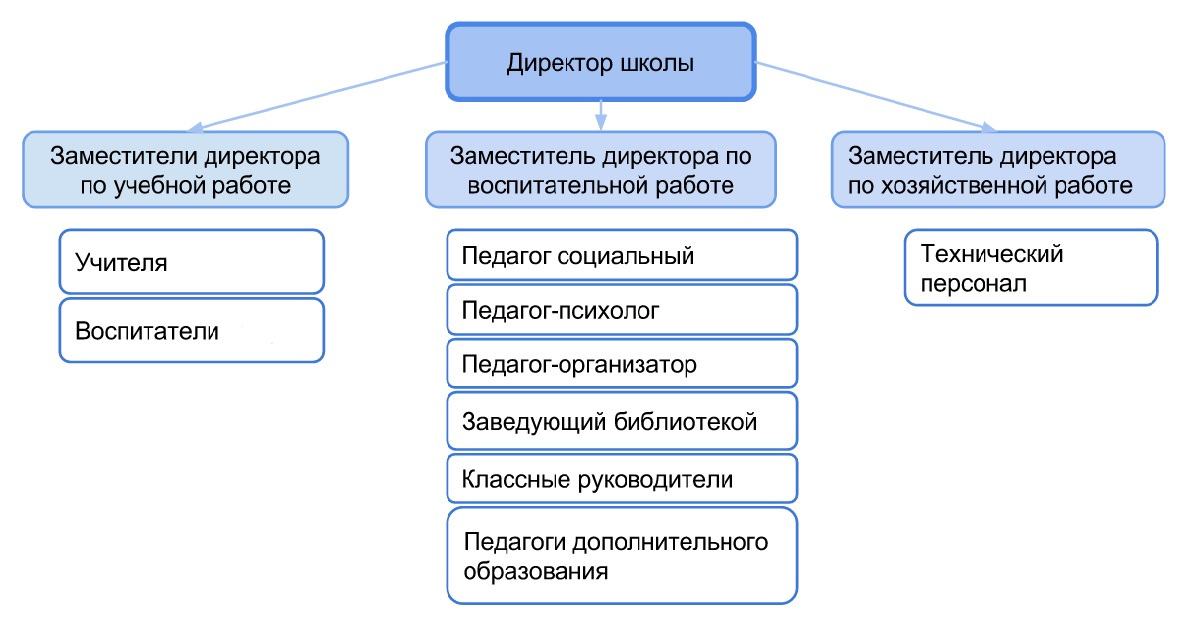 Директор школы
Заместители директора
по учебной работе
Учителя
Воспитатели
Заместитель директора по
воспитательной работе
Педагог социальный
Педагог-психолог
Педагог-организатор
Заведующий библиотекой
Классные руководители
Педагоги дополнительного
образования
Заместитель директора
по хозяйственной работе
Технический
персонал